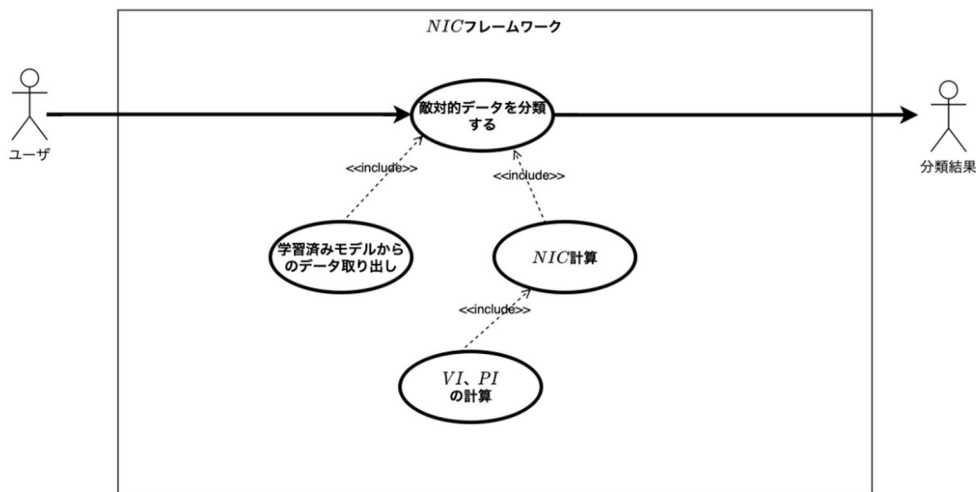 NICフレームワーク
敵対的データを分類
する
ユーザ
分類結果
<<include>>
<<include>>
学習済みモデルから
のデータ取り出し
NIC計算
<<include>>
VI、PI
の計算